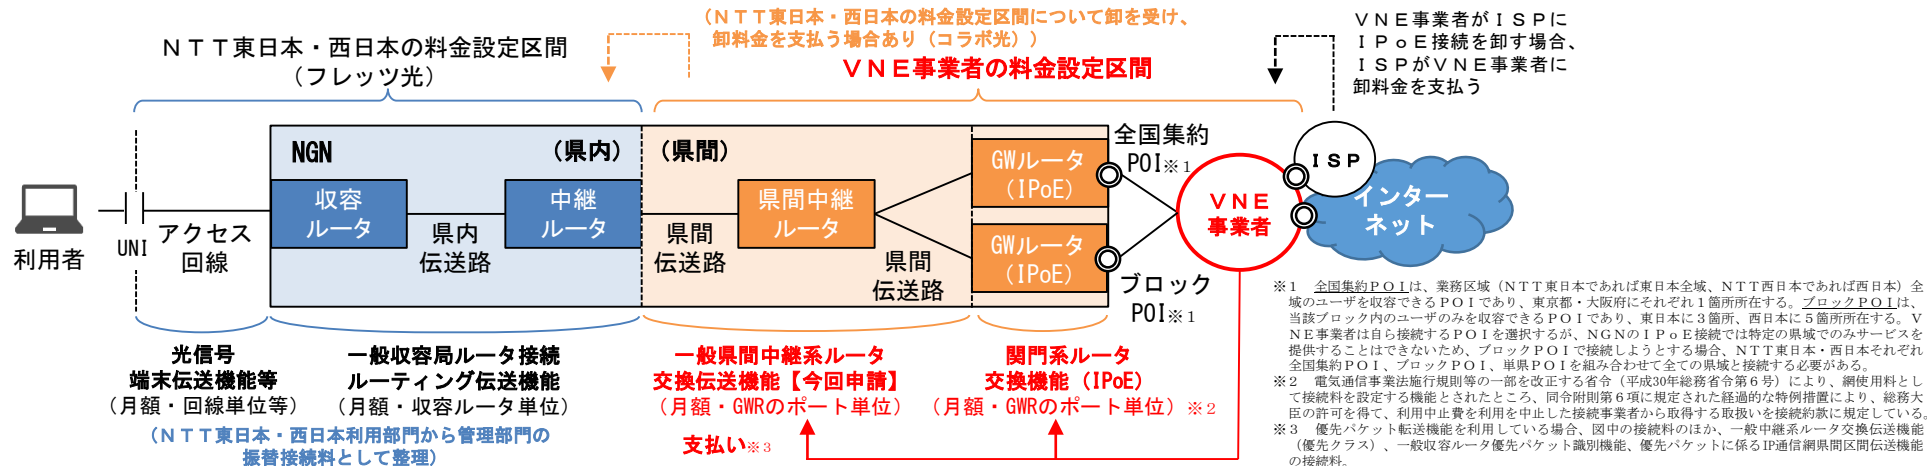 (NTT東日本・西日本の料金設定区間について卸を受け、
卸料金を支払う場合あり(コラボ光))
VNE事業者がISPに
IPoE接続を卸す場合、
ISPがVNE事業者に
卸料金を支払う
NTT東日本・西日本の料金設定区間
(フレッツ光)
VNE事業者の料金設定区間
NGN
(県内)
(県間)
全国集約
POI※1
GWルータ
(IPoE)
ISP
収容
ルータ
中継
ルータ
県間中継
ルータ
VNE
事業者
インター
ネット
利用者
UNI
アクセス
回線
県内
伝送路
県間
伝送路
県間
伝送路
GWルータ
(IPoE)
ブロック
POI※1
光信号
端末伝送機能等
(月額・回線単位等)
一般収容局ルータ接続
ルーティング伝送機能
(月額・収容ルータ単位)
(NTT東日本・西日本利用部門から管理部門の
振替接続料として整理)
一般県間中継系ルータ
交換伝送機能【今回申請】
(月額・GWRのポート単位)
関門系ルータ
交換機能(IPoE)
(月額・GWRのポート単位)※2
支払い※3
※1 全国集約POIは、業務区域(NTT東日本であれば東日本全域、NTT西日本であれば西日本)全
域のユーザを収容できるPOIであり、東京都・大阪府にそれぞれ1箇所所在する。ブロックPOIは、
当該ブロック内のユーザのみを収容できるPOIであり、東日本に3箇所、西日本に5箇所所在する。V
NE事業者は自ら接続するPOIを選択するが、NGNのIPoE接続では特定の県域でのみサービスを
提供することはできないため、ブロックPOIで接続しようとする場合、NTT東日本・西日本それぞれ
全国集約POI、ブロックPOI、単県POIを組み合わせて全ての県域と接続する必要がある。
※2 電気通信事業法施行規則等の一部を改正する省令(平成30年総務省令第6号)により、網使用料とし
て接続料を設定する機能とされたところ、同令附則第6項に規定された経過的な特例措置により、総務大
臣の許可を得て、利用中止費を利用を中止した接続事業者から取得する取扱いを接続約款に規定している。
※3 優先パケット転送機能を利用している場合、図中の接続料のほか、一般中継系ルータ交換伝送機能
(優先クラス)、一般収容ルータ優先パケット識別機能、優先パケットに係るIP通信網県間区間伝送機能
の接続料。